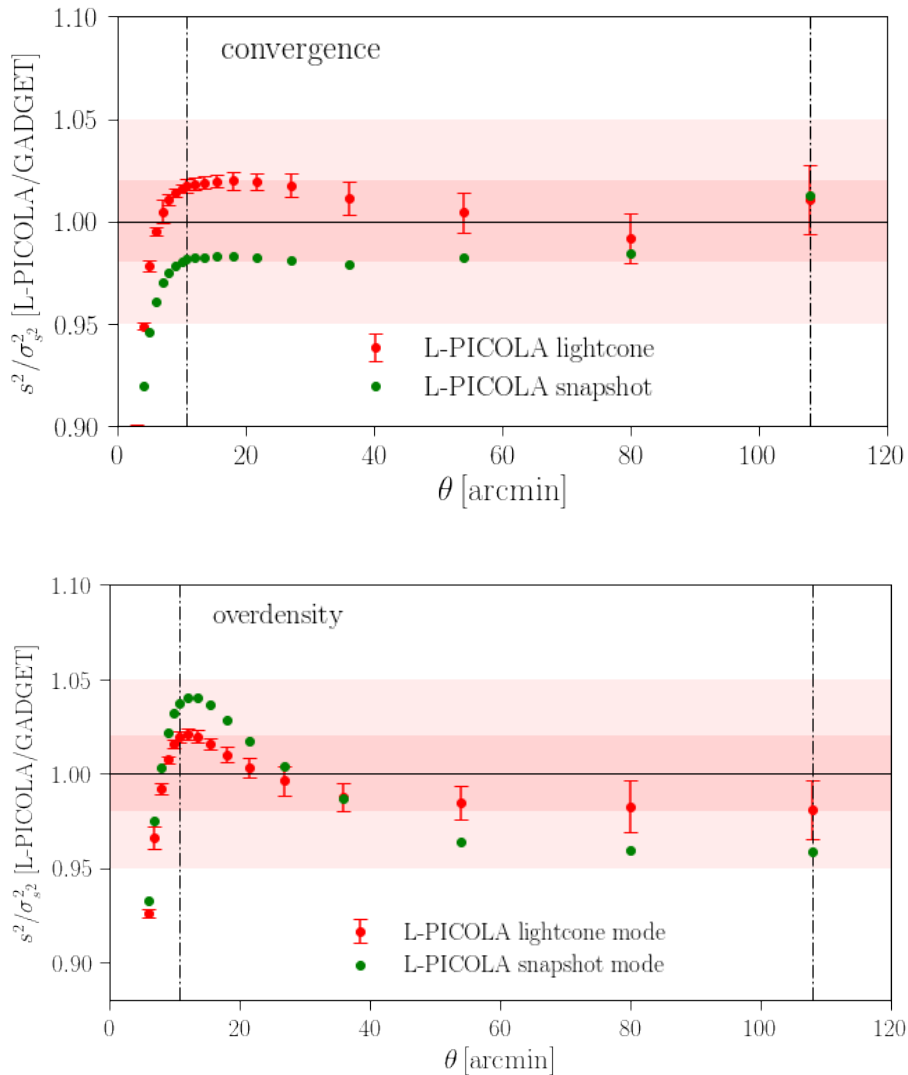 1.10
convergence
1.05
1.00
0.95
0.90
s²/σ²ₛ₂ [L-PICOLA/GADGET]
L-PICOLA lightcone
L-PICOLA snapshot
0 20 40 60 80 100 120
θ [arcmin]
1.10
overdensity
1.05
1.00
0.95
0.90
s²/σ²ₛ₂ [L-PICOLA/GADGET]
L-PICOLA lightcone mode
L-PICOLA snapshot mode
0 20 40 60 80 100 120
θ [arcmin]